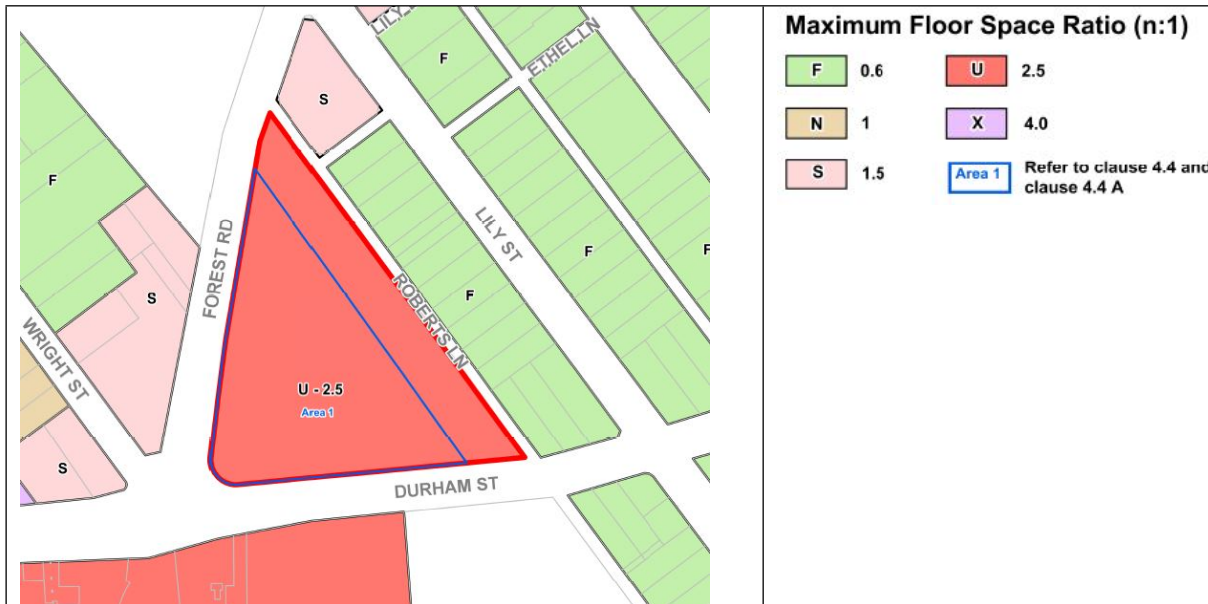 LILY
F
ETHEL LN
S
F
FOREST RD
LILY ST
F
F
S
ROBERTS LN
F
WRIGHT ST
U - 2.5
Area 1
S
DURHAM ST
Maximum Floor Space Ratio (n:1)
F 0.6
U 2.5
N 1
X 4.0
S 1.5
Area 1 Refer to clause 4.4 and
clause 4.4 A